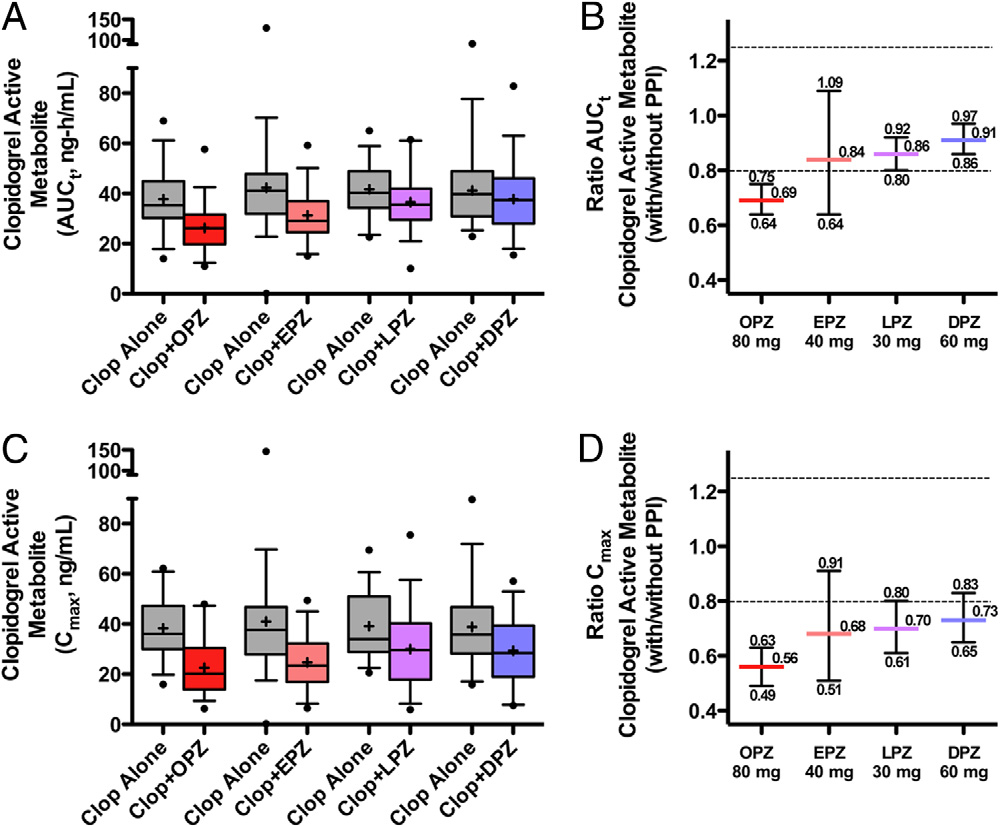 A
Clopidogrel Active
Metabolite
(AUCt, ng-h/mL)
150
100
80
60
40
20
0
Clop Alone
Clop+OPZ
Clop Alone
Clop+EPZ
Clop Alone
Clop+LPZ
Clop Alone
Clop+DPZ
B
Ratio AUCt
Clopidogrel Active Metabolite
(with/without PPI)
1.2
1.0
0.8
0.6
0.4
0.75
0.69
0.64
1.09
0.84
0.64
0.92
0.86
0.80
0.97
0.91
0.86
OPZ
80 mg
EPZ
40 mg
LPZ
30 mg
DPZ
60 mg
C
Clopidogrel Active
Metabolite
(Cmax, ng/mL)
150
100
80
60
40
20
0
Clop Alone
Clop+OPZ
Clop Alone
Clop+EPZ
Clop Alone
Clop+LPZ
Clop Alone
Clop+DPZ
D
Ratio Cmax
Clopidogrel Active Metabolite
(with/without PPI)
1.2
1.0
0.8
0.6
0.4
0.63
0.56
0.49
0.91
0.68
0.51
0.80
0.70
0.61
0.83
0.73
0.65
OPZ
80 mg
EPZ
40 mg
LPZ
30 mg
DPZ
60 mg